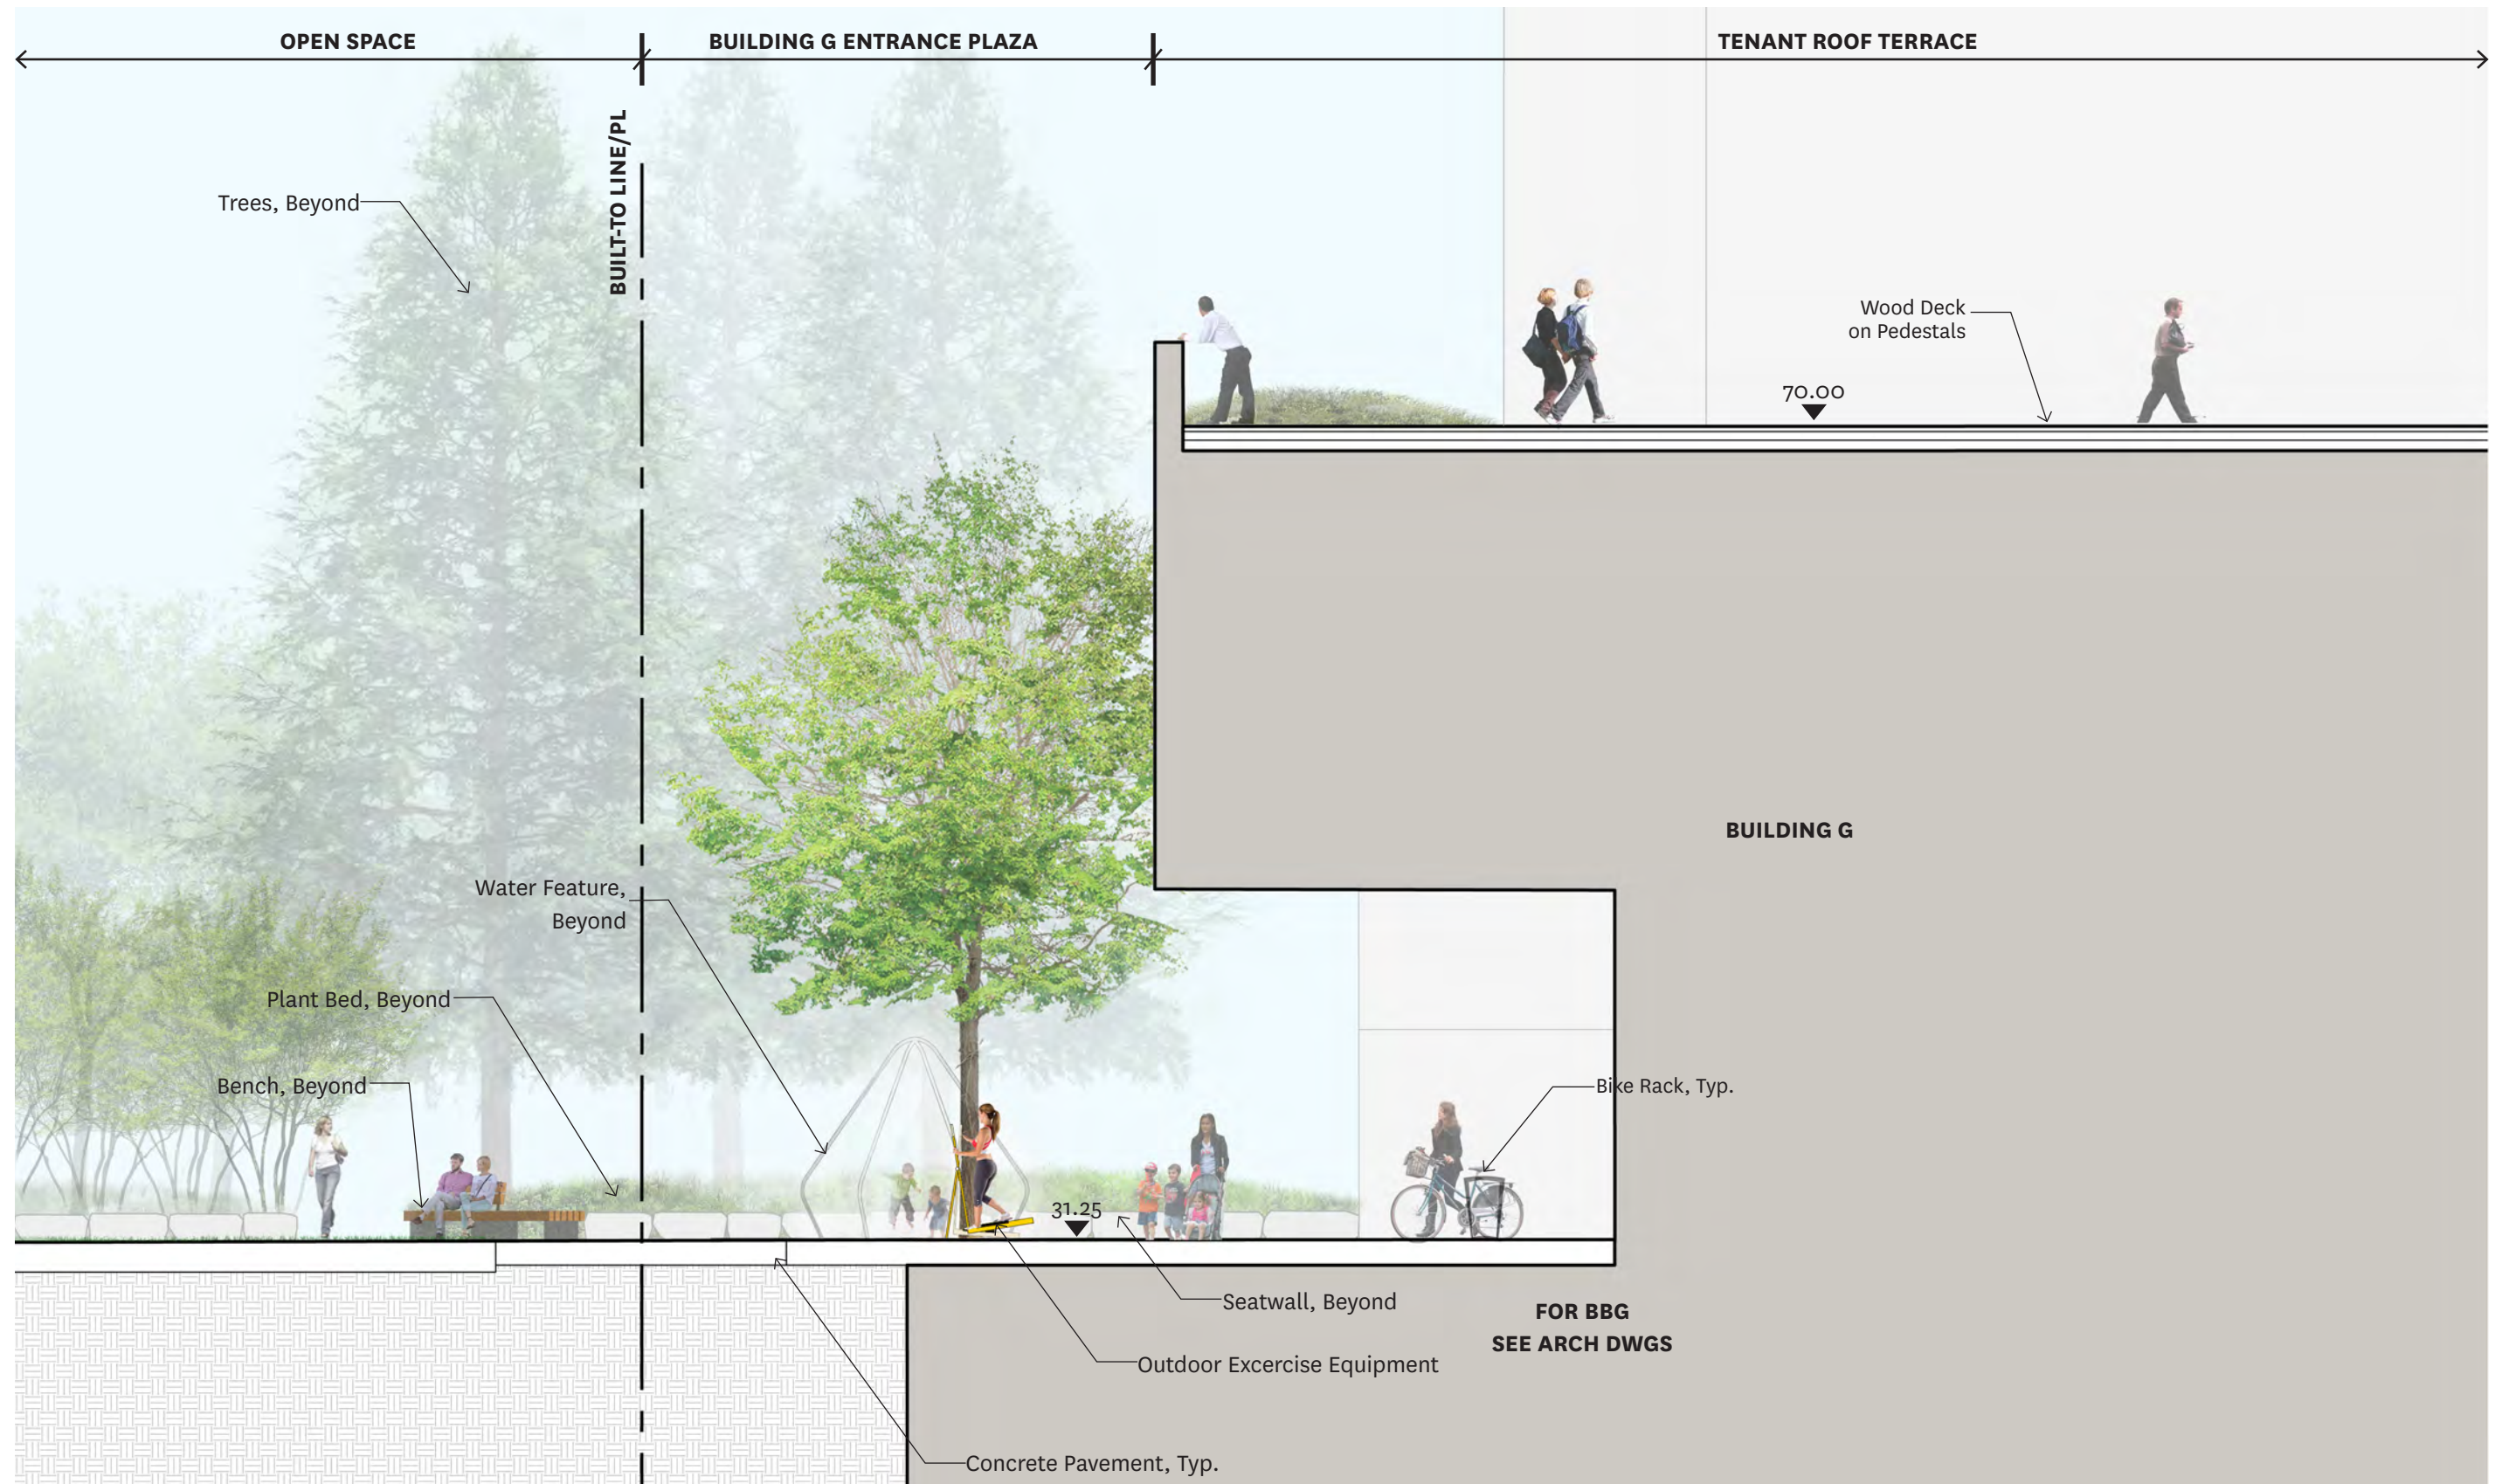 OPEN SPACE
BUILDING G ENTRANCE PLAZA
TENANT ROOF TERRACE
BUILT-TO LINE/PL
Trees, Beyond
Wood Deck
on Pedestals
70.00
BUILDING G
Water Feature,
Beyond
Plant Bed, Beyond
Bench, Beyond
Bike Rack, Typ.
31.25
Seatwall, Beyond
FOR BBG
SEE ARCH DWGS
Outdoor Excercise Equipment
Concrete Pavement, Typ.